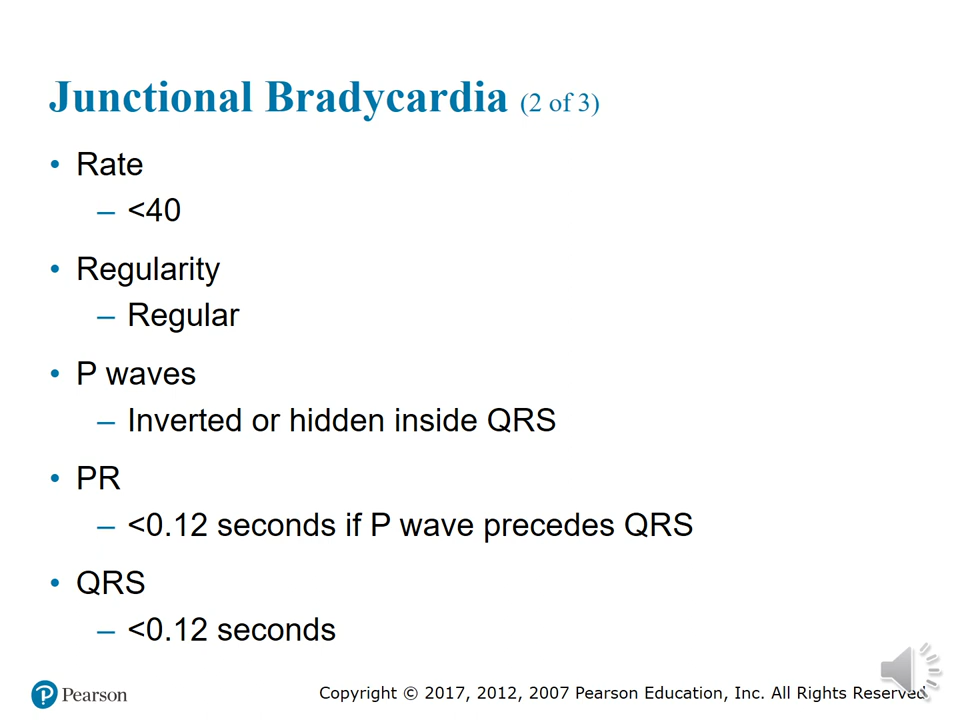 Junctional Bradycardia (2 of 3)
• Rate
– <40
• Regularity
– Regular
• P waves
– Inverted or hidden inside QRS
• PR
– <0.12 seconds if P wave precedes QRS
• QRS
– <0.12 seconds
P Pearson
Copyright © 2017, 2012, 2007 Pearson Education, Inc. All Rights Reserved